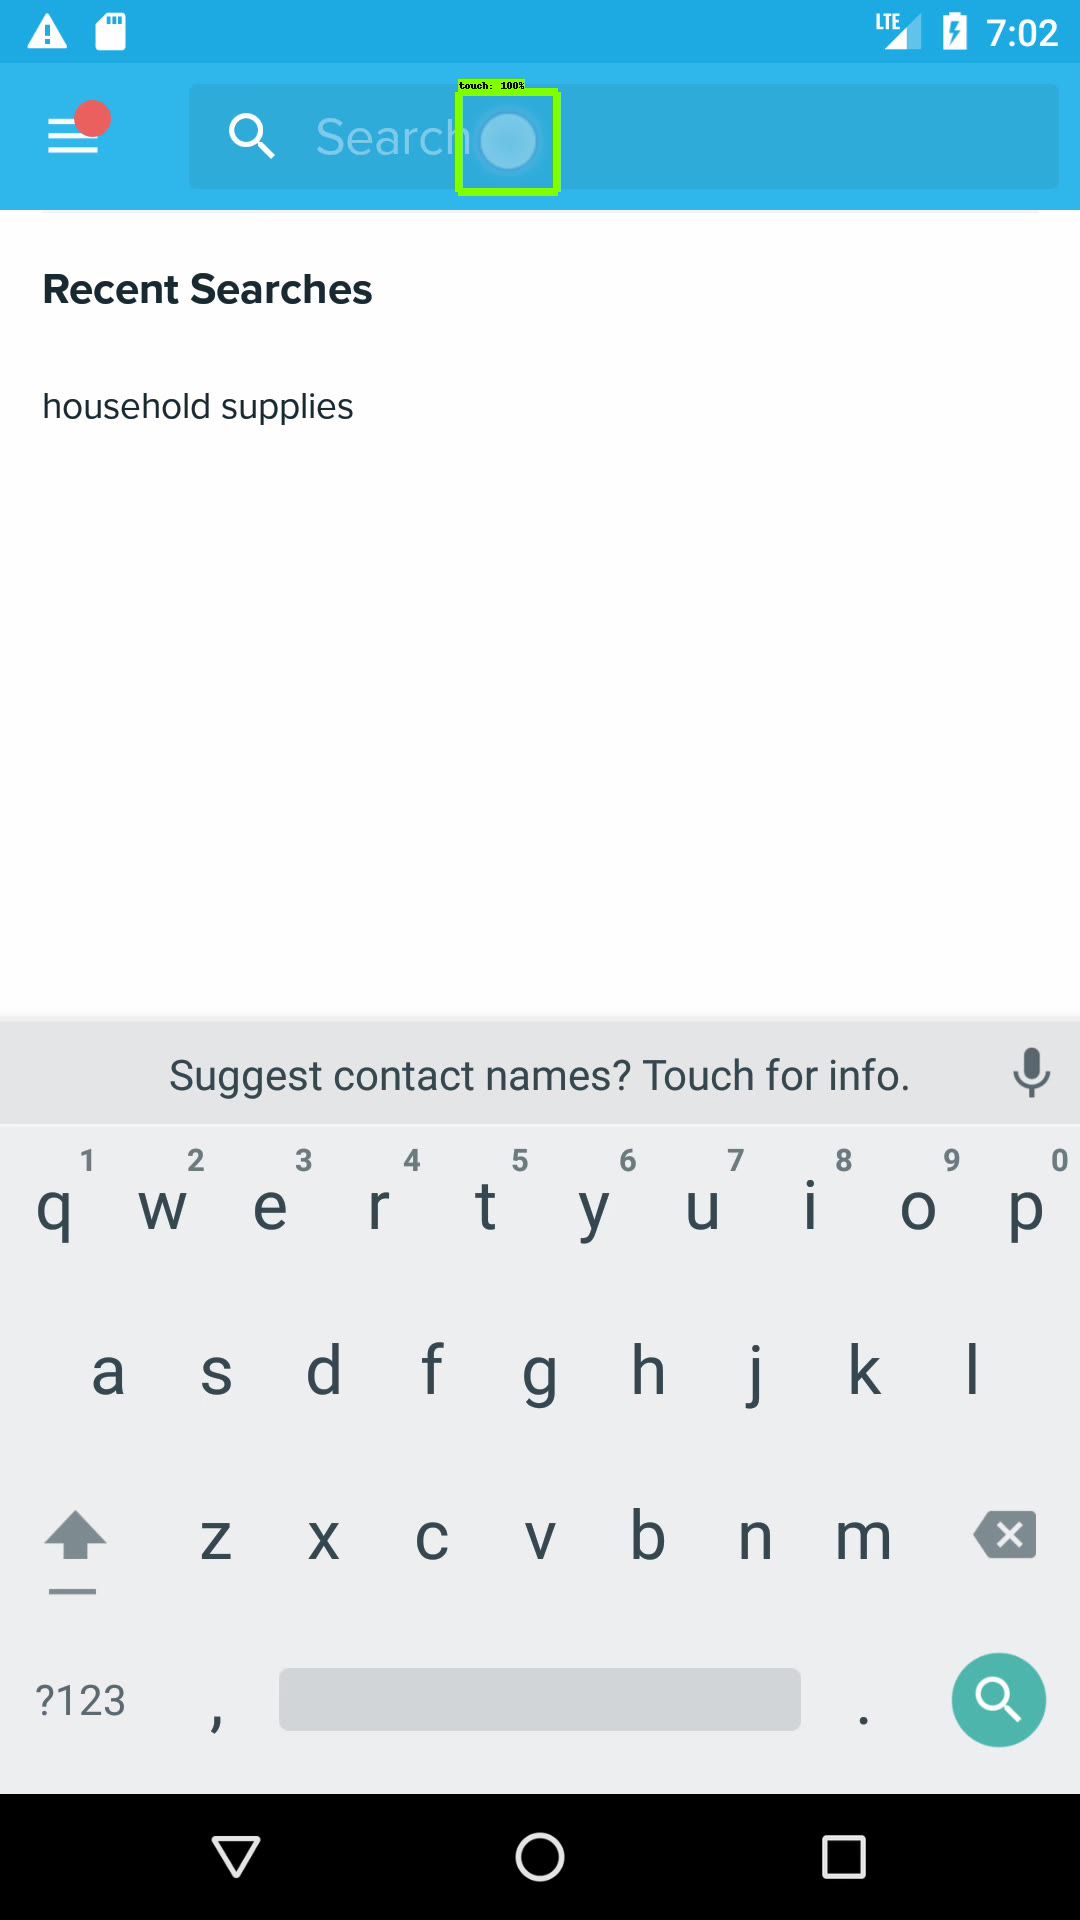 LTE 7:02
touch: 100%
Search
Recent Searches
household supplies
Suggest contact names? Touch for info.
1 2 3 4 5 6 7 8 9 0
q w e r t y u i o p
a s d f g h j k l
z x c v b n m
?123 , .